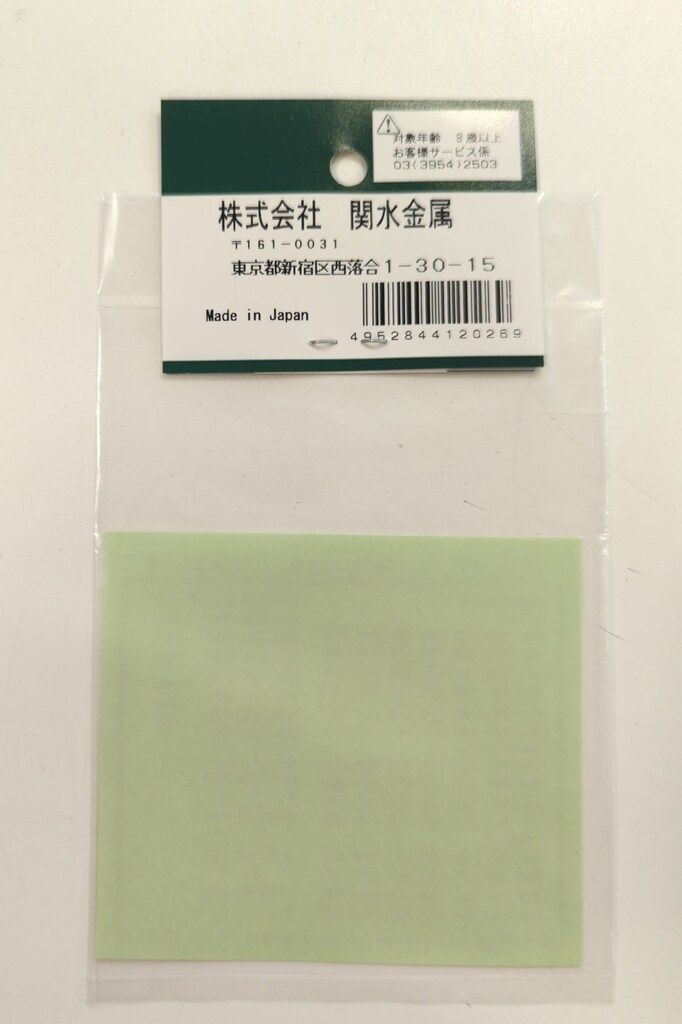 対象年齢 8歳以上
お客様サービス係
03(3954)2503
株式会社 関水金属
〒161-0031
東京都新宿区西落合1-30-15
Made in Japan
4952844120269